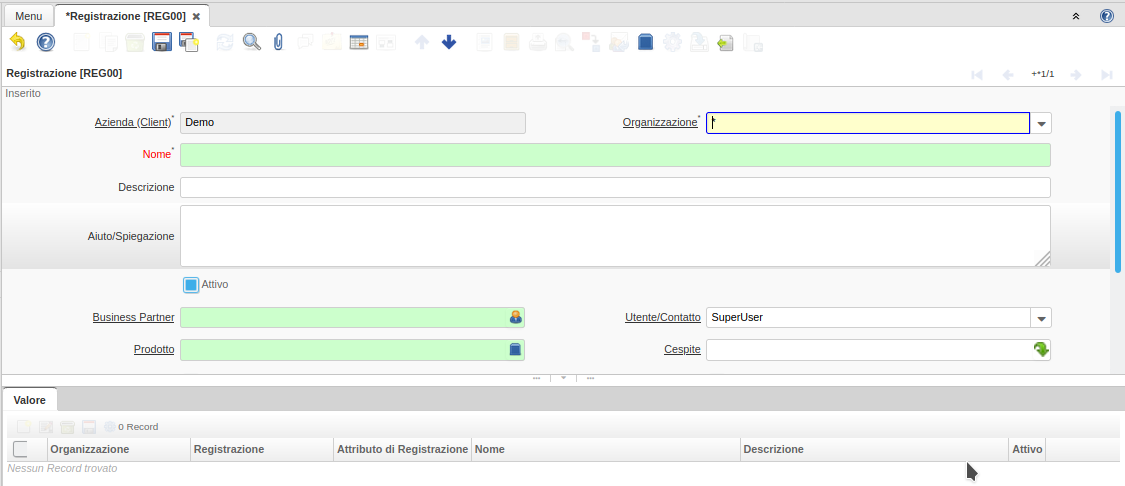 Menu *Registrazione [REG00]
Registrazione [REG00] +*1/1
Inserito
Azienda (Client)* Demo Organizzazione* *
Nome*
Descrizione
Aiuto/Spiegazione
Attivo
Business Partner Utente/Contatto SuperUser
Prodotto Cespite
Valore
0 Record
Organizzazione Registrazione Attributo di Registrazione Nome Descrizione Attivo
Nessun Record trovato